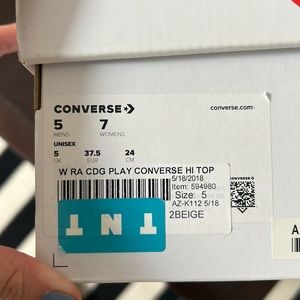 CONVERSE
converse.com
5 7
MENS WOMENS
UNISEX
5 37.5 24
UK EUR CM
W RA CDG PLAY CONVERSE HI TOP
5/18/2018
Item: 594980
Size: 5
AZ-K112 5/18
2BEIGE
TNT
A